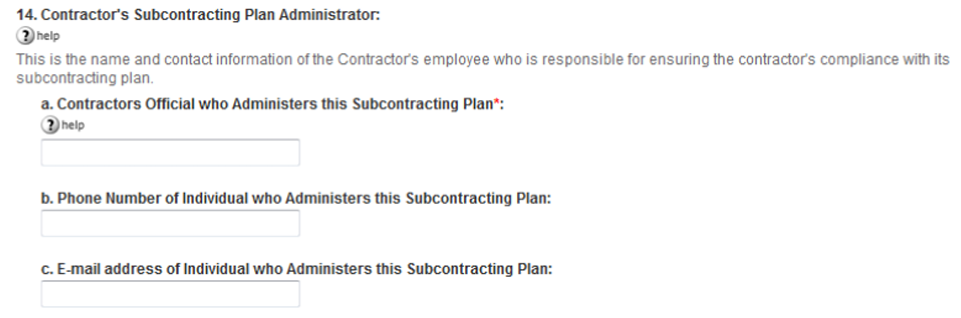 14. Contractor's Subcontracting Plan Administrator:
? help
This is the name and contact information of the Contractor's employee who is responsible for ensuring the contractor's compliance with its
subcontracting plan.
a. Contractors Official who Administers this Subcontracting Plan*:
? help
b. Phone Number of Individual who Administers this Subcontracting Plan:
c. E-mail address of Individual who Administers this Subcontracting Plan: